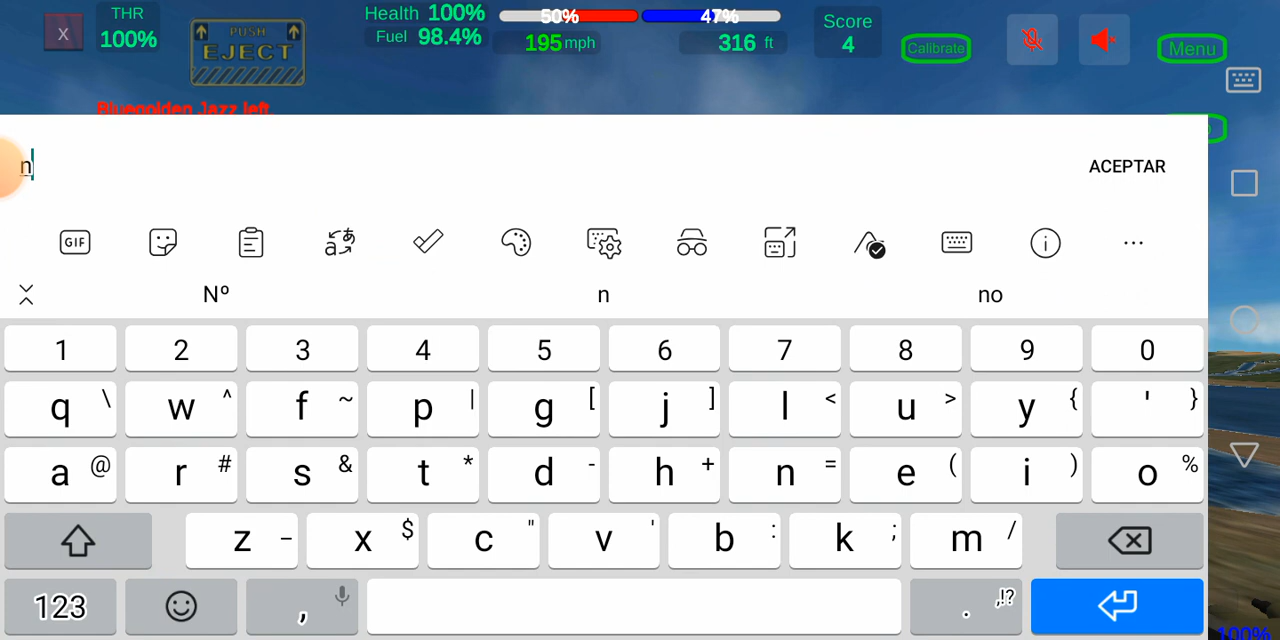 X
THR
100%
PUSH
EJECT
Health 100%
Fuel 98.4%
50%
47%
195 mph
316 ft
Score
4
Calibrate
Menu
Bluegolden Jazz left.
n
ACEPTAR
GIF
Nº n no
1 2 3 4 5 6 7 8 9 0
q \ w ^ f ~ p | g [ j ] l < u > y { ' }
a @ r # s & t * d - h + n = e ( i ) o %
z _ x $ c " v ' b : k ; m /
123 , . ,!?
100%